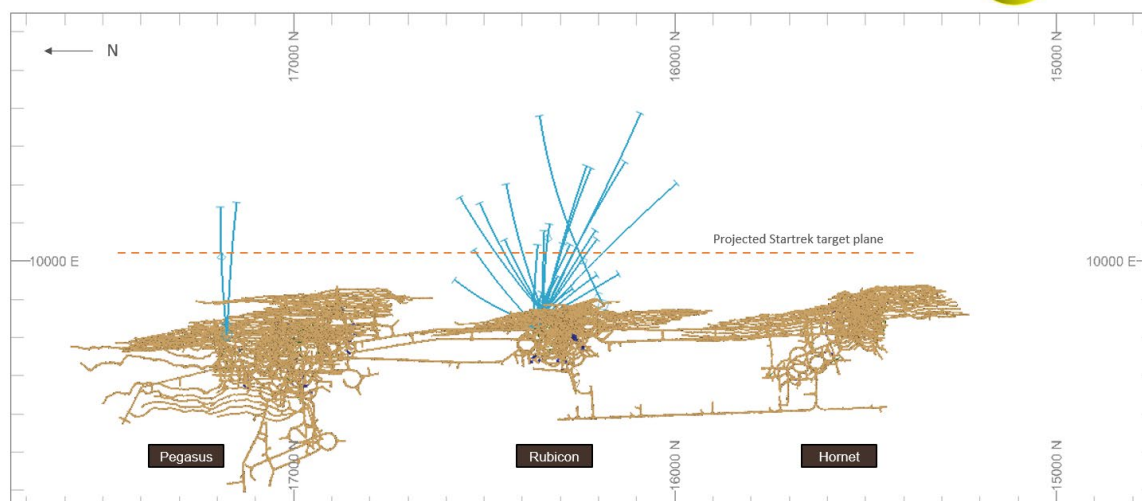 N
17000 N
16000 N
15000 N
Projected Startrek target plane
10000 E
10000 E
Pegasus
Rubicon
Hornet
17000 N
16000 N
15000 N